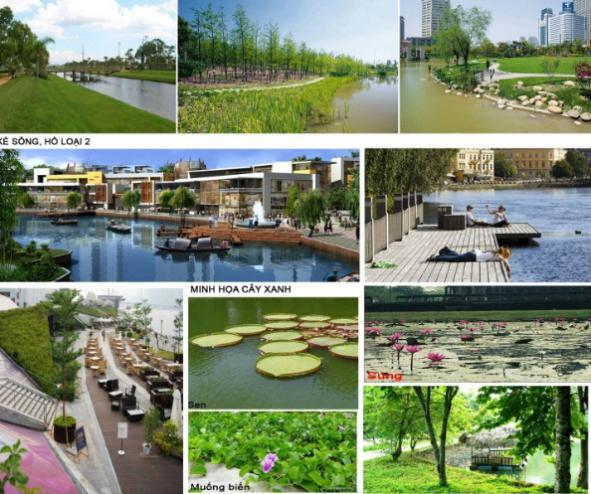 KÈ SÔNG, HỒ LOẠI 2
MINH HỌA CÂY XANH
Sen
Súng
Muống biển